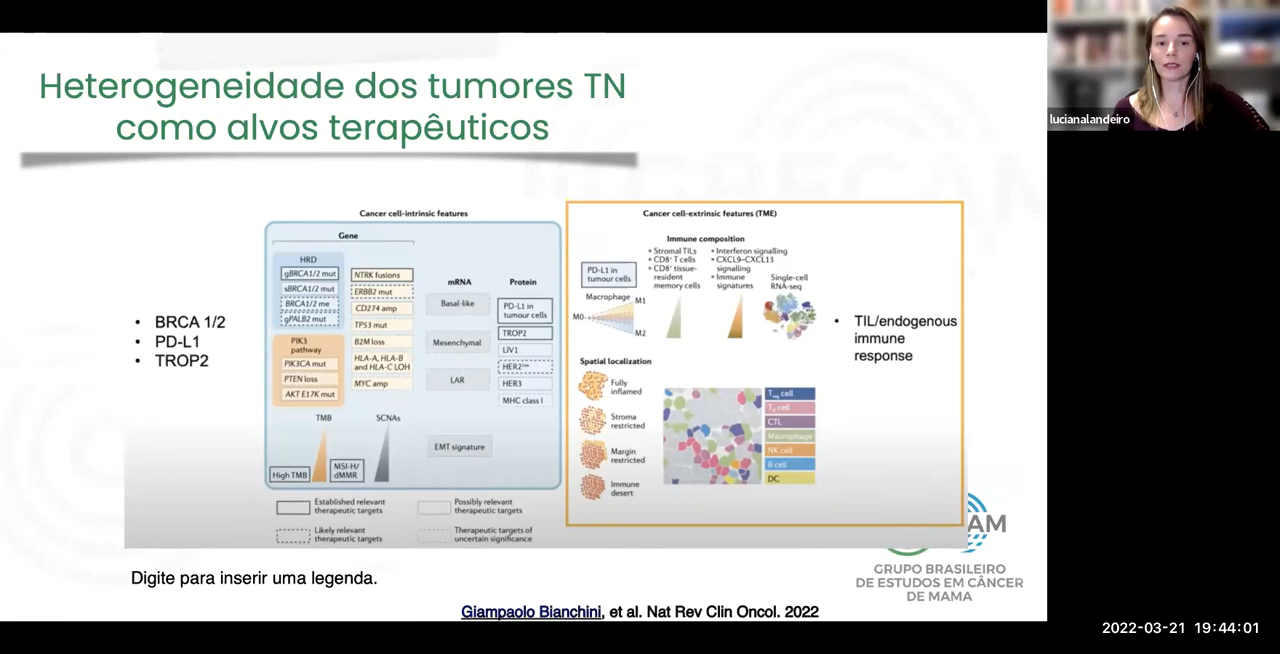 Heterogeneidade dos tumores TN
como alvos terapêuticos
lucianalandeiro
• BRCA 1/2
• PD-L1
• TROP2
Cancer cell-intrinsic features
Gene
HRD
gBRCA1/2 mut
sBRCA1/2 mut
BRCA1/2 me
gPALB2 mut
PIK3
pathway
PIK3CA mut
PTEN loss
AKT E17K mut
NTRK fusions
ERBB2 mut
CD274 amp
TP53 mut
B2M loss
HLA-A, HLA-B
and HLA-C LOH
MYC amp
TMB
SCNAs
High TMB
MSI-H/
dMMR
mRNA
Basal-like
Mesenchymal
LAR
EMT signature
Protein
PD-L1 in
tumour cells
TROP2
LIV1
HER2low
HER3
MHC class I
Established relevant
therapeutic targets
Possibly relevant
therapeutic targets
Likely relevant
therapeutic targets
Therapeutic targets of
uncertain significance
Cancer cell-extrinsic features (TME)
Immune composition
PD-L1 in
tumour cells
• Stromal TILs
• CD8+ T cells
• CD8+ tissue-
resident
memory cells
• Interferon signalling
• CXCL9–CXCL13
signalling
• Immune
signatures
Single-cell
RNA-seq
Macrophage
M1
M0
M2
Spatial localization
Fully
inflamed
Stroma
restricted
Margin
restricted
Immune
desert
Treg cell
CTL
Macrophage
NK cell
B cell
DC
• TIL/endogenous
immune
response
AM
GRUPO BRASILEIRO
DE ESTUDOS EM CÂNCER
DE MAMA
Digite para inserir uma legenda.
Giampaolo Bianchini, et al. Nat Rev Clin Oncol. 2022
2022-03-21 19:44:01